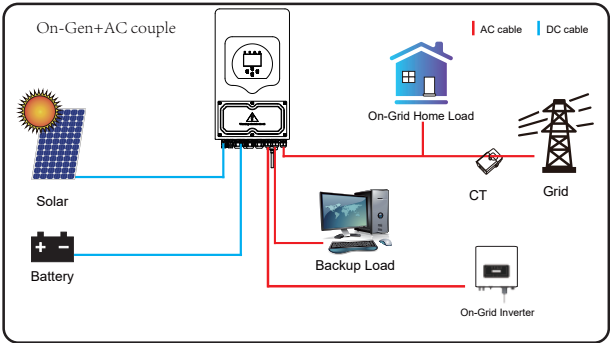 On-Gen+AC couple
AC cable
DC cable
On-Grid Home Load
CT
Grid
Solar
Backup Load
Battery
On-Grid Inverter